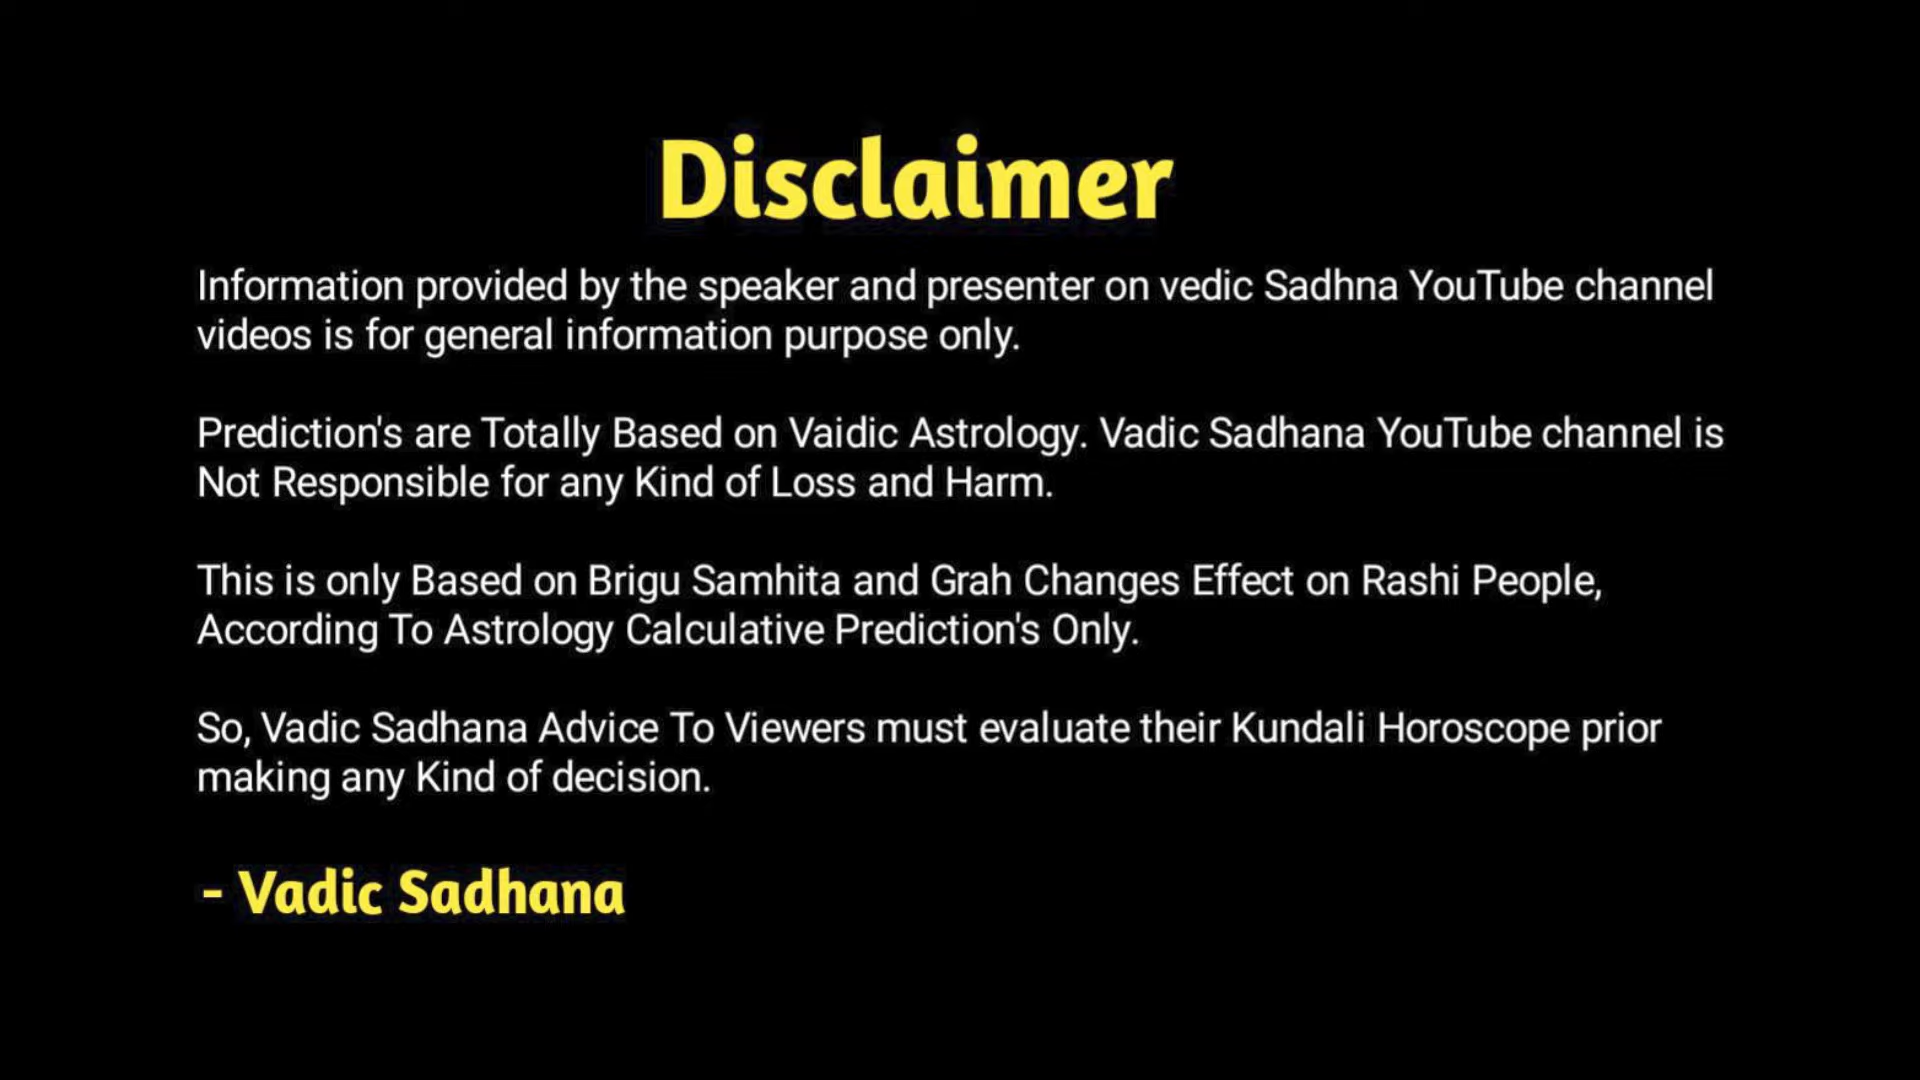 Disclaimer
Information provided by the speaker and presenter on vedic Sadhna YouTube channel
videos is for general information purpose only.
Prediction's are Totally Based on Vaidic Astrology. Vadic Sadhana YouTube channel is
Not Responsible for any Kind of Loss and Harm.
This is only Based on Brigu Samhita and Grah Changes Effect on Rashi People,
According To Astrology Calculative Prediction's Only.
So, Vadic Sadhana Advice To Viewers must evaluate their Kundali Horoscope prior
making any Kind of decision.
- Vadic Sadhana